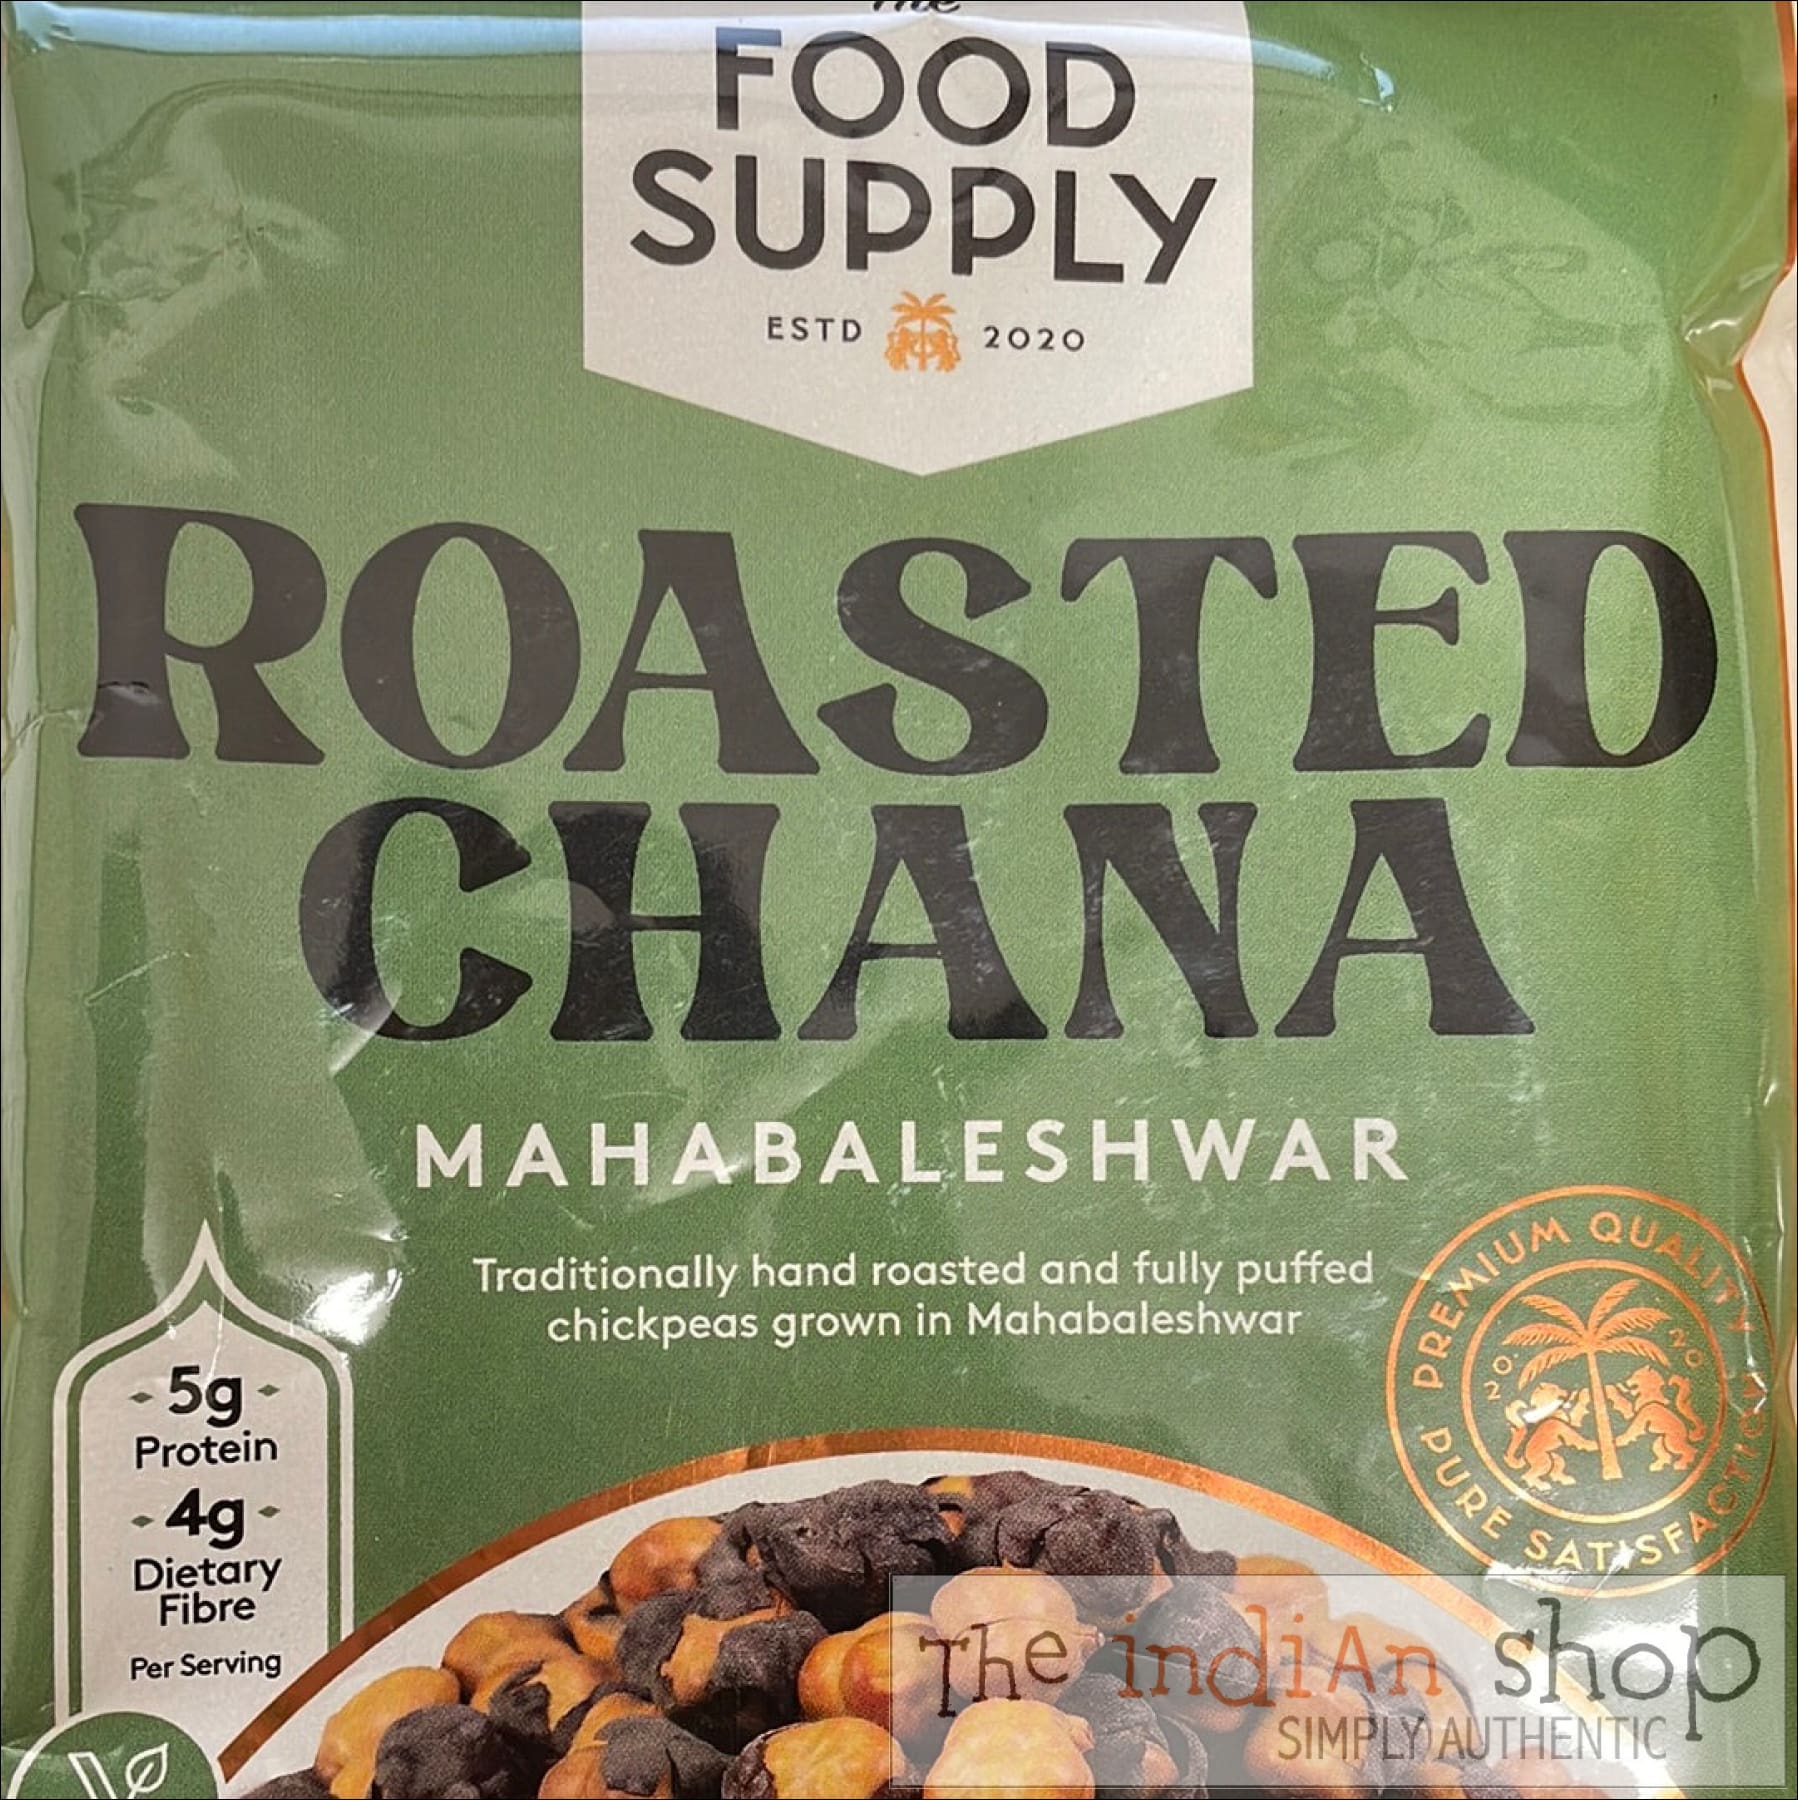 The
FOOD
SUPPLY
ESTD 2020
ROASTED
CHANA
MAHABALESHWAR
Traditionally hand roasted and fully puffed
chickpeas grown in Mahabaleshwar
5g
Protein
4g
Dietary
Fibre
Per Serving
PREMIUM QUALITY
PURE SATISFACTION
20 20
The indiAn shop
SIMPLY AUTHENTIC